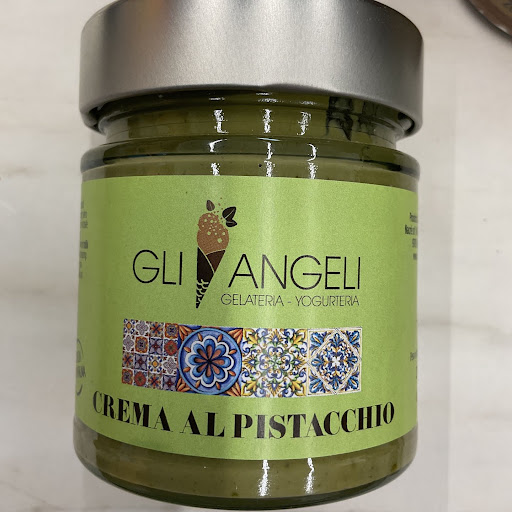 GLI ANGELI
GELATERIA - YOGURTERIA
CREMA AL PISTACCHIO